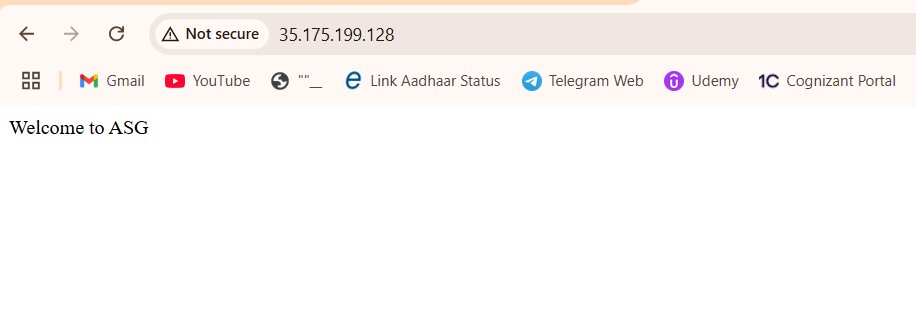 Not secure 35.175.199.128
Gmail YouTube ""__ Link Aadhaar Status Telegram Web Udemy 1C Cognizant Portal
Welcome to ASG